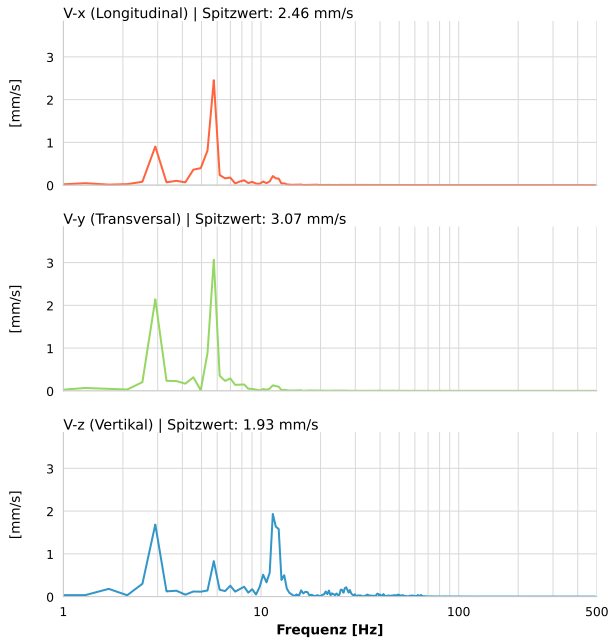 V-x (Longitudinal) | Spitzwert: 2.46 mm/s
3
2
1
0
[mm/s]
V-y (Transversal) | Spitzwert: 3.07 mm/s
3
2
1
0
[mm/s]
V-z (Vertikal) | Spitzwert: 1.93 mm/s
3
2
1
0
[mm/s]
1 10 100 500
Frequenz [Hz]